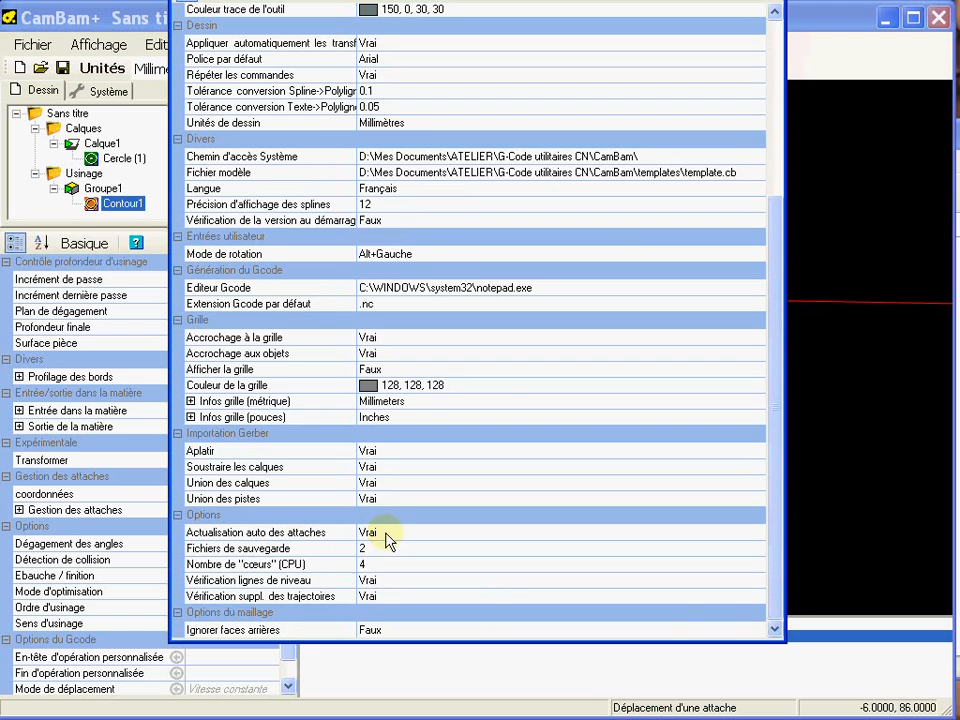 CamBam+ Sans ti
Fichier Affichage Edit
Unités Millim
Dessin Système
Sans titre
Calques
Calque1
Cercle (1)
Usinage
Groupe1
Contour1
Basique
Contrôle profondeur d'usinage
Incrément de passe
Incrément dernière passe
Plan de dégagement
Profondeur finale
Surface pièce
Divers
Profilage des bords
Entrée/sortie dans la matière
Entrée dans la matière
Sortie de la matière
Expérimentale
Transformer
Gestion des attaches
coordonnées
Gestion des attaches
Options
Dégagement des angles
Détection de collision
Ebauche / finition
Mode d'optimisation
Ordre d'usinage
Sens d'usinage
Options du Gcode
En-tête d'opération personnalisée
Fin d'opération personnalisée
Mode de déplacement Vitesse constante
Couleur trace de l'outil 150, 0, 30, 30
Dessin
Appliquer automatiquement les transf Vrai
Police par défaut Arial
Répéter les commandes Vrai
Tolérance conversion Spline->Polylign 0.1
Tolérance conversion Texte->Polyligne 0.05
Unités de dessin Millimètres
Divers
Chemin d'accès Système D:\Mes Documents\ATELIER\G-Code utilitaires CN\CamBam\
Fichier modèle D:\Mes Documents\ATELIER\G-Code utilitaires CN\CamBam\templates\template.cb
Langue Français
Précision d'affichage des splines 12
Vérification de la version au démarrag Faux
Entrées utilisateur
Mode de rotation Alt+Gauche
Génération du Gcode
Editeur Gcode C:\WINDOWS\system32\notepad.exe
Extension Gcode par défaut .nc
Grille
Accrochage à la grille Vrai
Accrochage aux objets Vrai
Afficher la grille Faux
Couleur de la grille 128, 128, 128
Infos grille (métrique) Millimeters
Infos grille (pouces) Inches
Importation Gerber
Aplatir Vrai
Soustraire les calques Vrai
Union des calques Vrai
Union des pistes Vrai
Options
Actualisation auto des attaches Vrai
Fichiers de sauvegarde 2
Nombre de "cœurs" (CPU) 4
Vérification lignes de niveau Vrai
Vérification suppl. des trajectoires Vrai
Options du maillage
Ignorer faces arrières Faux
Déplacement d'une attache -6.0000, 86.0000